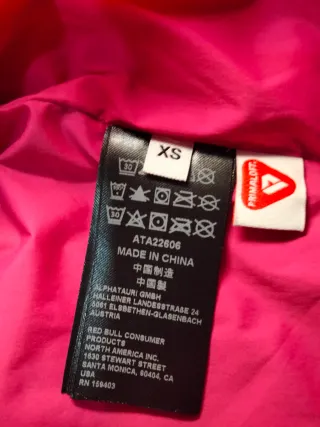 XS
30
30
ATA22606
MADE IN CHINA
中国制造
中國製
ALPHATAURI GMBH
HALLEINER LANDESSTRAßE 24
5061 ELSBETHEN-GLASENBACH
AUSTRIA
RED BULL CONSUMER
PRODUCTS
NORTH AMERICA INC.
1630 STEWART STREET
SANTA MONICA, 90404, CA
USA
RN 159403
PRIMALOFT